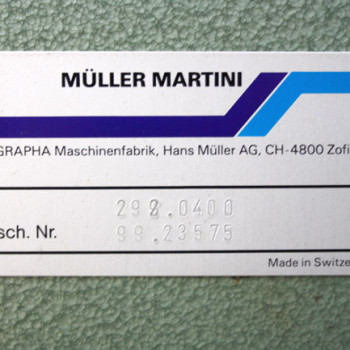 MÜLLER MARTINI
GRAPHA Maschinenfabrik, Hans Müller AG, CH-4800 Zofi
292.0400
sch. Nr. 99.23575
Made in Switze